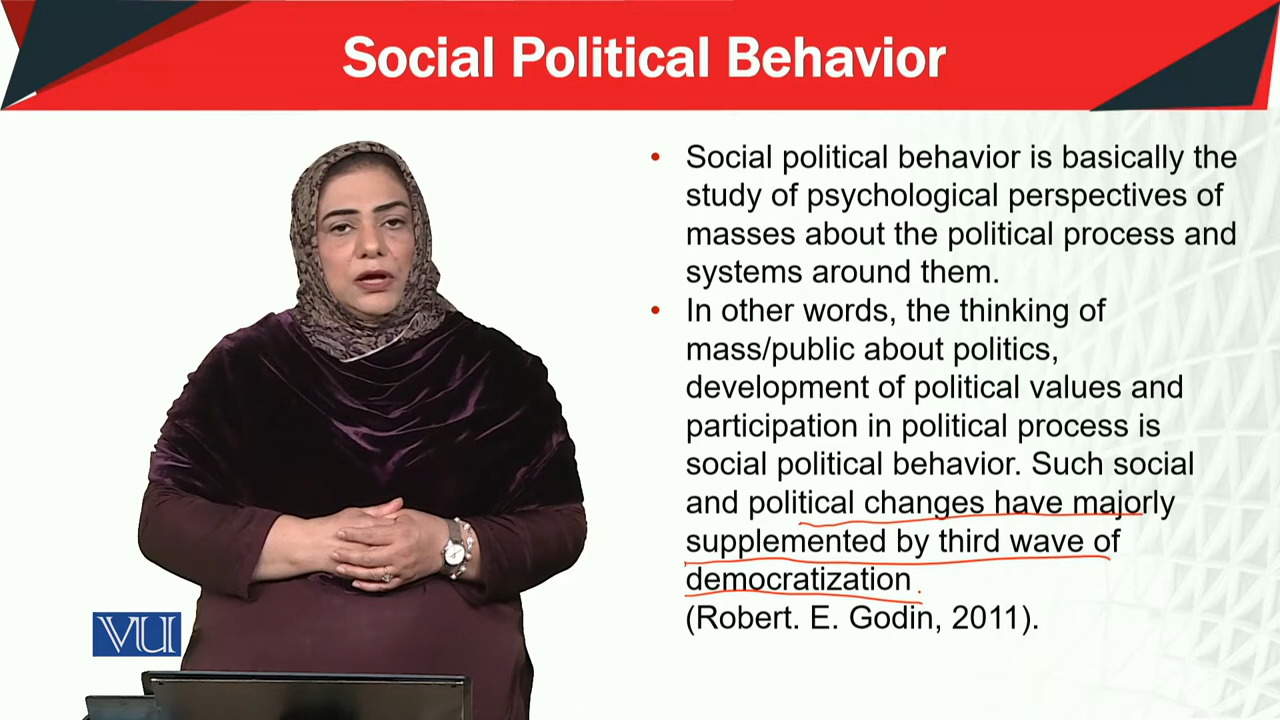 Social Political Behavior
• Social political behavior is basically the
study of psychological perspectives of
masses about the political process and
systems around them.
• In other words, the thinking of
mass/public about politics,
development of political values and
participation in political process is
social political behavior. Such social
and political changes have majorly
supplemented by third wave of
democratization.
(Robert. E. Godin, 2011).
VU